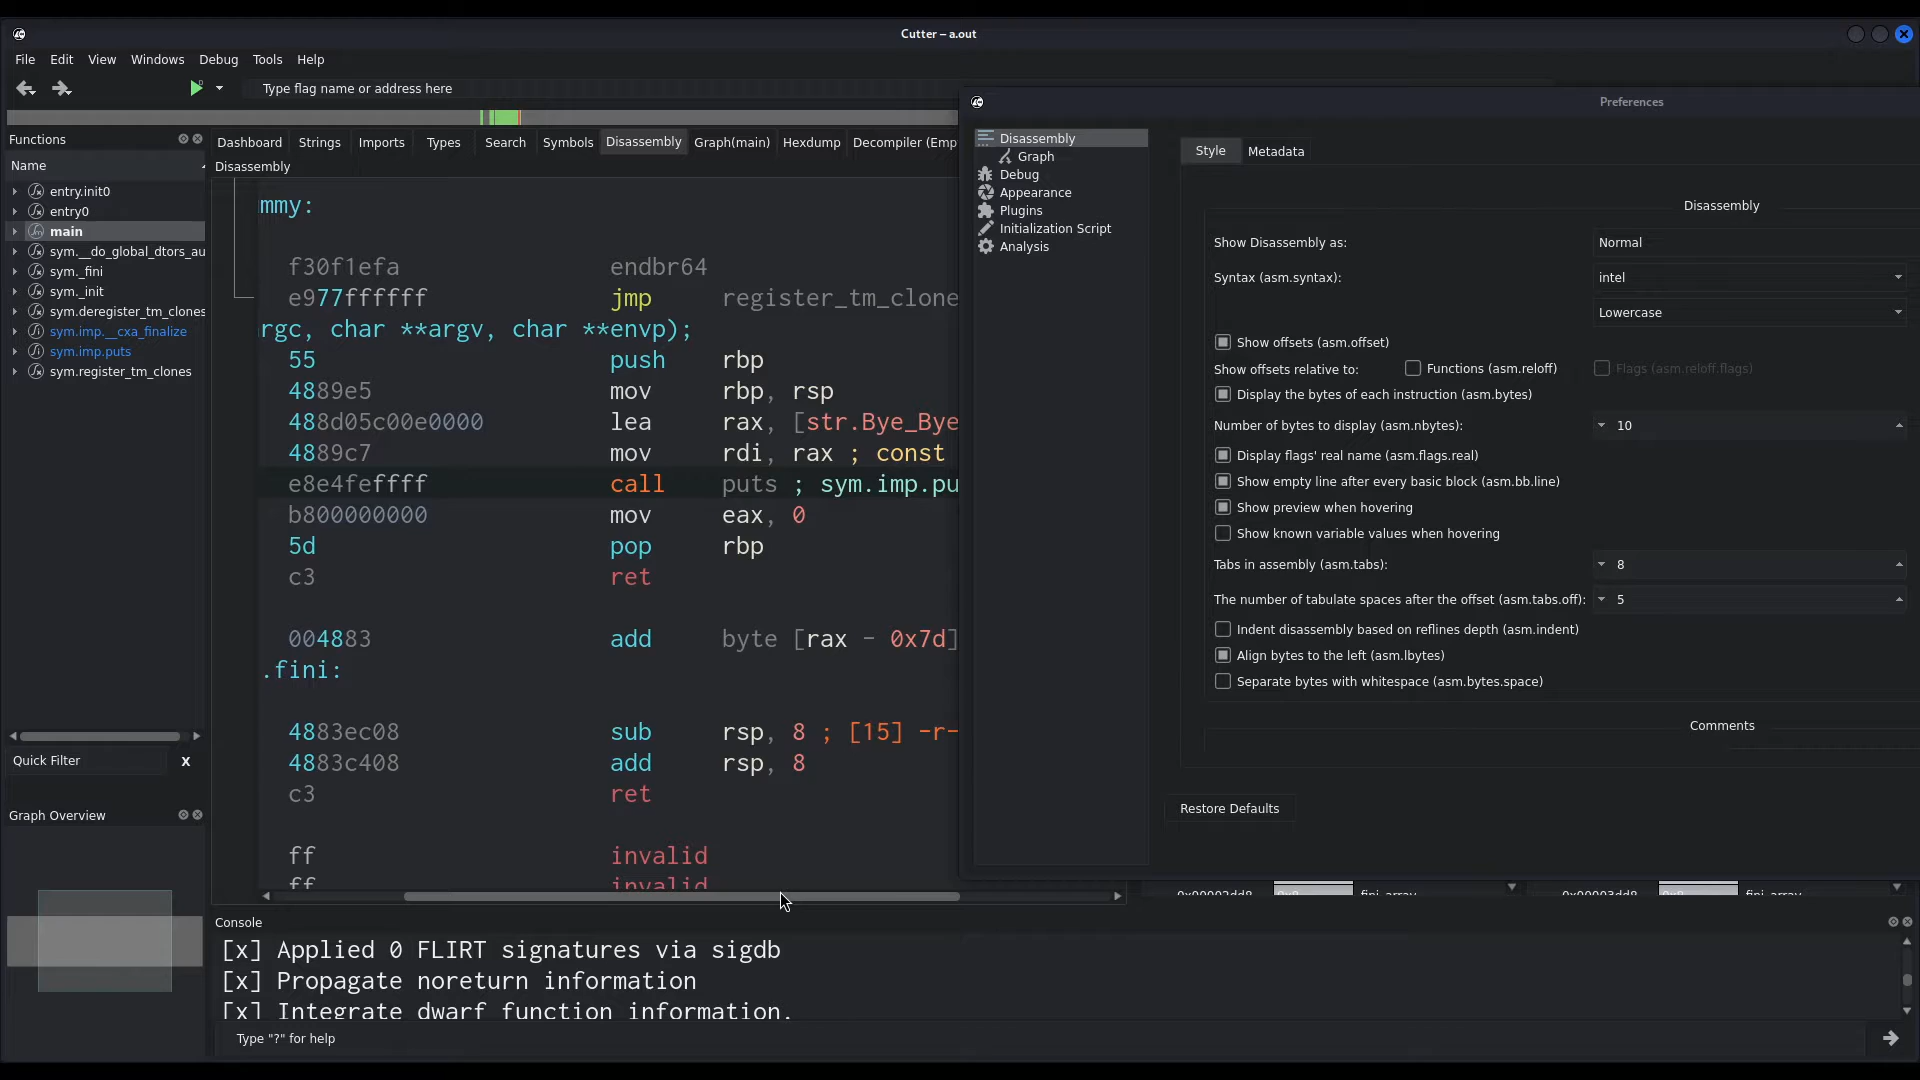 Cutter – a.out
File Edit View Windows Debug Tools Help
Type flag name or address here
Functions
Name
entry.init0
entry0
main
sym.__do_global_dtors_au
sym._fini
sym._init
sym.deregister_tm_clones
sym.imp.__cxa_finalize
sym.imp.puts
sym.register_tm_clones
Quick Filter X
Graph Overview
Dashboard Strings Imports Types Search Symbols Disassembly Graph(main) Hexdump Decompiler (Emp
Disassembly
mmy:
f30f1efa endbr64
e977ffffff jmp register_tm_clone
rgc, char **argv, char **envp);
55 push rbp
4889e5 mov rbp, rsp
488d05c00e0000 lea rax, [str.Bye_Bye
4889c7 mov rdi, rax ; const
e8e4feffff call puts ; sym.imp.pu
b800000000 mov eax, 0
5d pop rbp
c3 ret
004883 add byte [rax - 0x7d]
.fini:
4883ec08 sub rsp, 8 ; [15] -r-
4883c408 add rsp, 8
c3 ret
ff invalid
ff invalid
Preferences
Disassembly
Graph
Debug
Appearance
Plugins
Initialization Script
Analysis
Style Metadata
Disassembly
Show Disassembly as: Normal
Syntax (asm.syntax): intel
Lowercase
Show offsets (asm.offset)
Show offsets relative to: Functions (asm.reloff) Flags (asm.reloff.flags)
Display the bytes of each instruction (asm.bytes)
Number of bytes to display (asm.nbytes): 10
Display flags' real name (asm.flags.real)
Show empty line after every basic block (asm.bb.line)
Show preview when hovering
Show known variable values when hovering
Tabs in assembly (asm.tabs): 8
The number of tabulate spaces after the offset (asm.tabs.off): 5
Indent disassembly based on reflines depth (asm.indent)
Align bytes to the left (asm.lbytes)
Separate bytes with whitespace (asm.bytes.space)
Comments
Restore Defaults
Console
[x] Applied 0 FLIRT signatures via sigdb
[x] Propagate noreturn information
[x] Integrate dwarf function information.
Type "?" for help